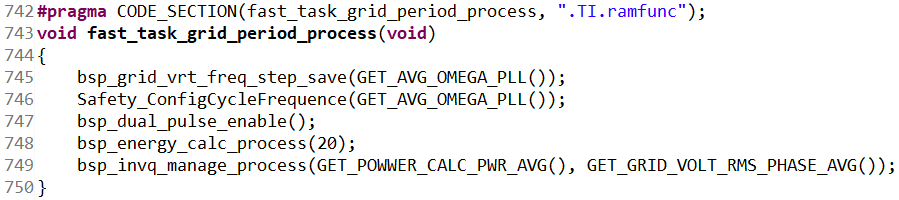 742 #pragma CODE_SECTION(fast_task_grid_period_process, ".TI.ramfunc");
743 void fast_task_grid_period_process(void)
744 {
745     bsp_grid_vrt_freq_step_save(GET_AVG_OMEGA_PLL());
746     Safety_ConfigCycleFrequence(GET_AVG_OMEGA_PLL());
747     bsp_dual_pulse_enable();
748     bsp_energy_calc_process(20);
749     bsp_invq_manage_process(GET_POWWER_CALC_PWR_AVG(), GET_GRID_VOLT_RMS_PHASE_AVG());
750 }